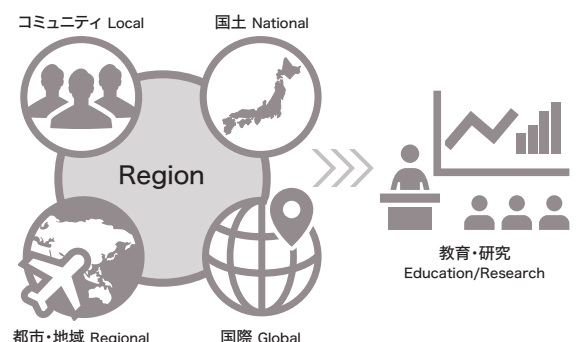 コミュニティ Local
国土 National
Region
教育・研究
Education/Research
都市・地域 Regional
国際 Global